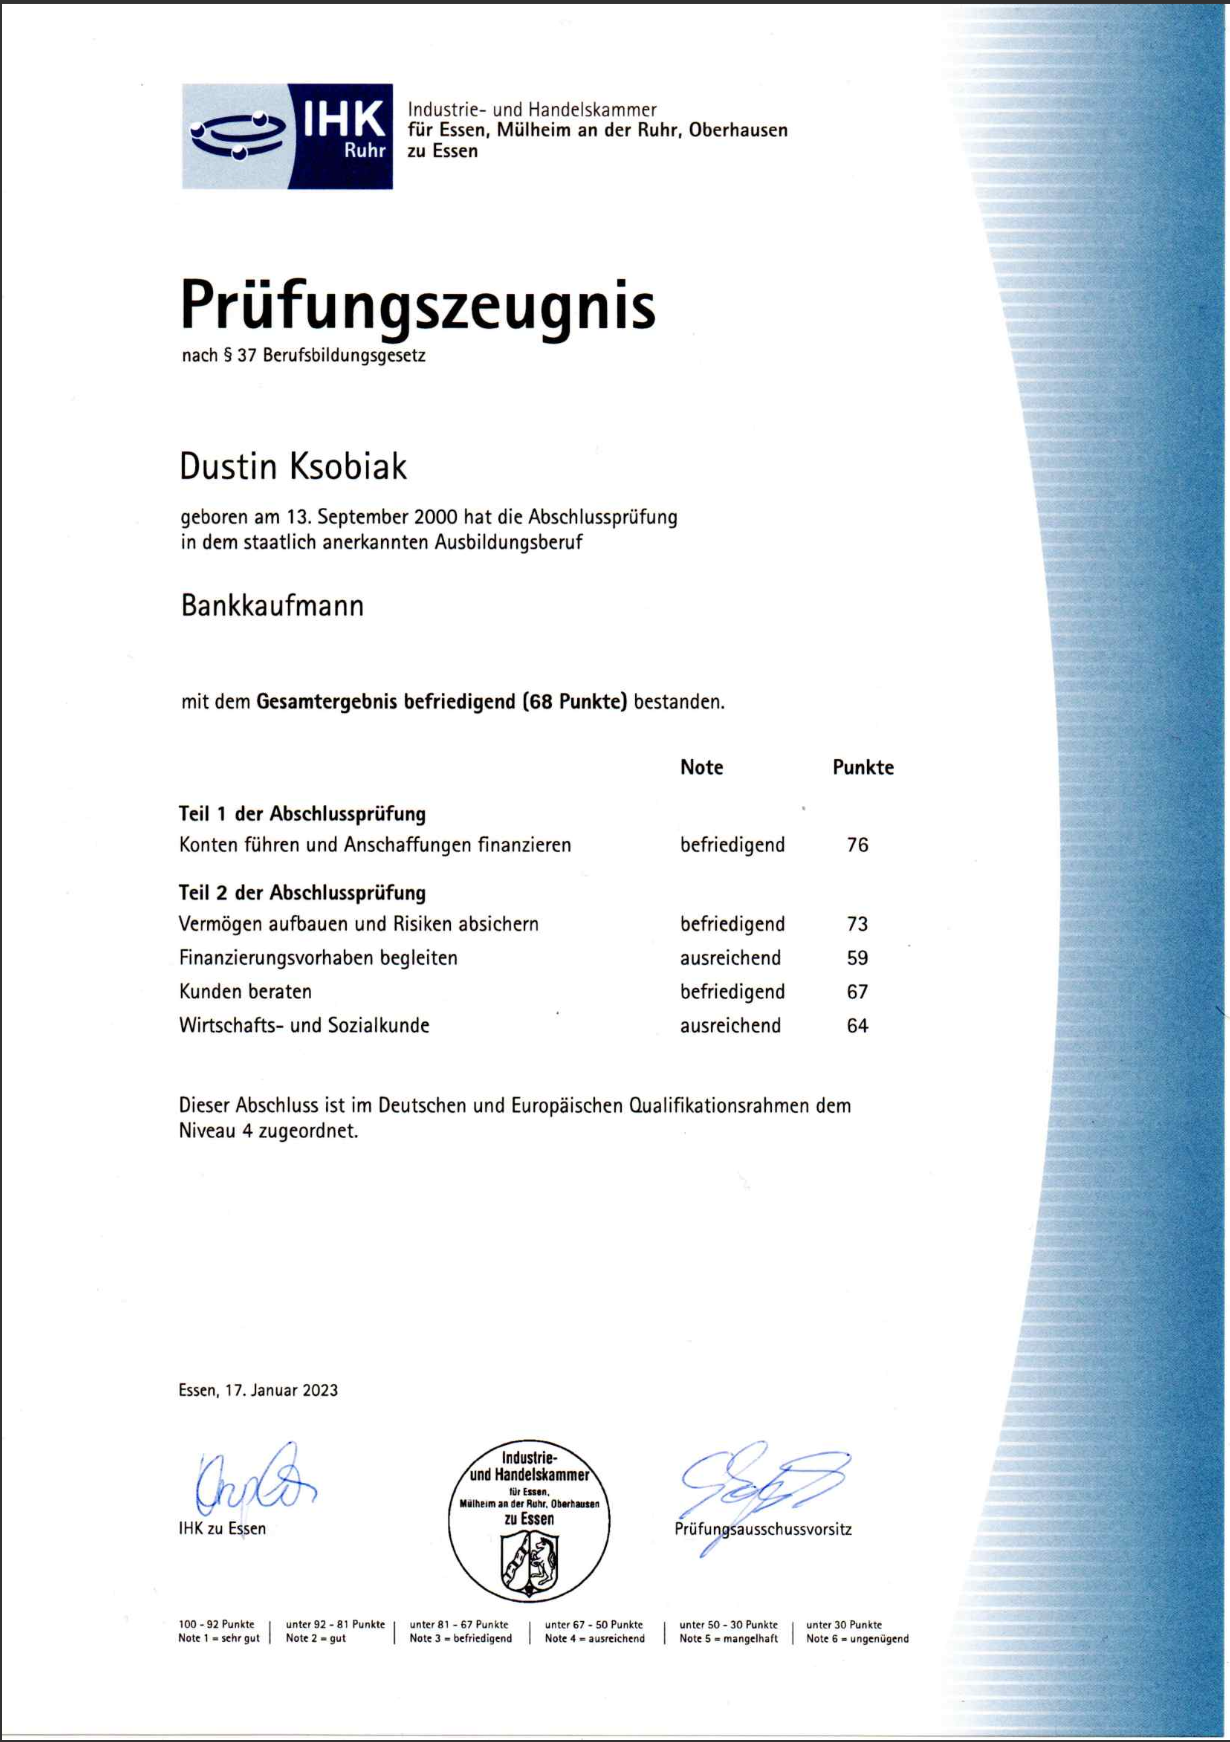 IHK
Ruhr
Industrie- und Handelskammer
für Essen, Mülheim an der Ruhr, Oberhausen
zu Essen
Prüfungszeugnis
nach § 37 Berufsbildungsgesetz
Dustin Ksobiak
geboren am 13. September 2000 hat die Abschlussprüfung
in dem staatlich anerkannten Ausbildungsberuf
Bankkaufmann
mit dem Gesamtergebnis befriedigend (68 Punkte) bestanden.
Note Punkte
Teil 1 der Abschlussprüfung
Konten führen und Anschaffungen finanzieren befriedigend 76
Teil 2 der Abschlussprüfung
Vermögen aufbauen und Risiken absichern befriedigend 73
Finanzierungsvorhaben begleiten ausreichend 59
Kunden beraten befriedigend 67
Wirtschafts- und Sozialkunde ausreichend 64
Dieser Abschluss ist im Deutschen und Europäischen Qualifikationsrahmen dem
Niveau 4 zugeordnet.
Essen, 17. Januar 2023
IHK zu Essen
Industrie-
und Handelskammer
für Essen,
Mülheim an der Ruhr, Oberhausen
zu Essen
Prüfungsausschussvorsitz
100 - 92 Punkte | unter 92 - 81 Punkte | unter 81 - 67 Punkte | unter 67 - 50 Punkte | unter 50 - 30 Punkte | unter 30 Punkte
Note 1 = sehr gut | Note 2 = gut | Note 3 = befriedigend | Note 4 = ausreichend | Note 5 = mangelhaft | Note 6 = ungenügend